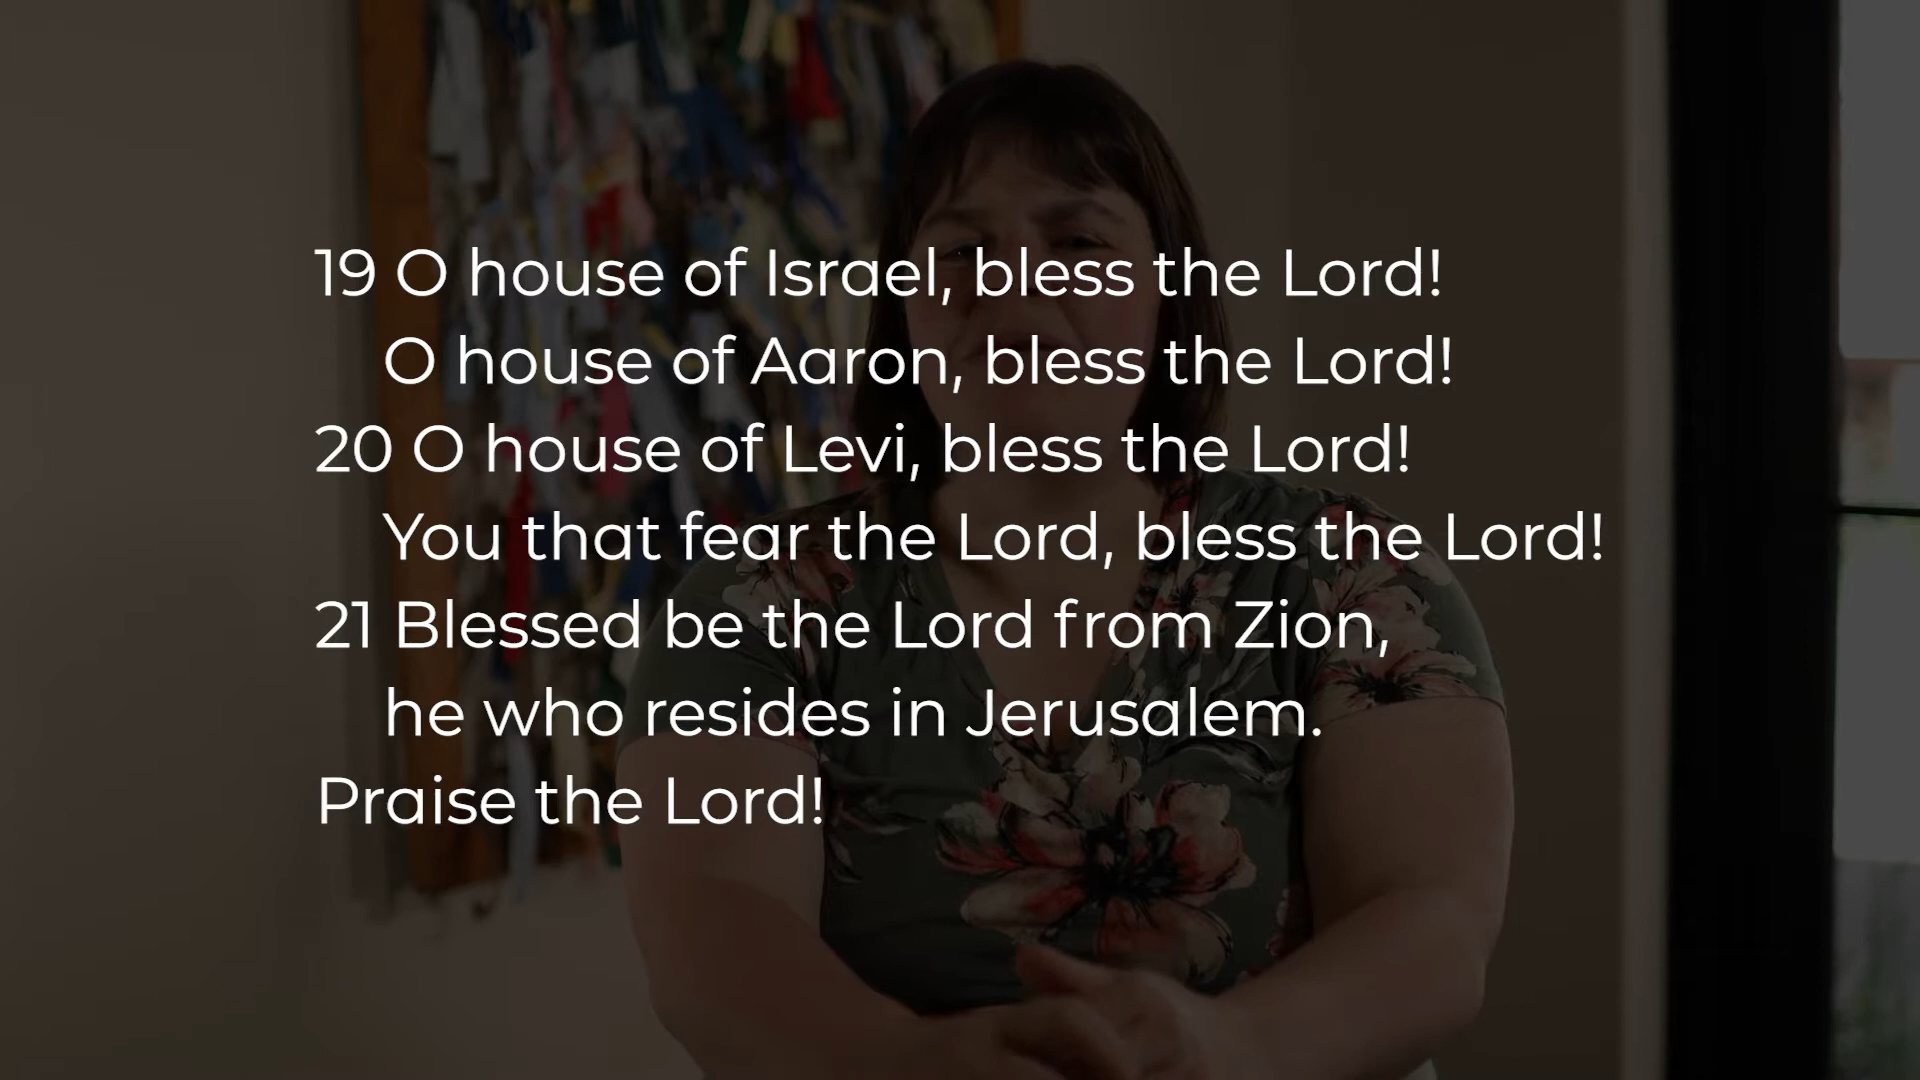 19 O house of Israel, bless the Lord!
O house of Aaron, bless the Lord!
20 O house of Levi, bless the Lord!
You that fear the Lord, bless the Lord!
21 Blessed be the Lord from Zion,
he who resides in Jerusalem.
Praise the Lord!